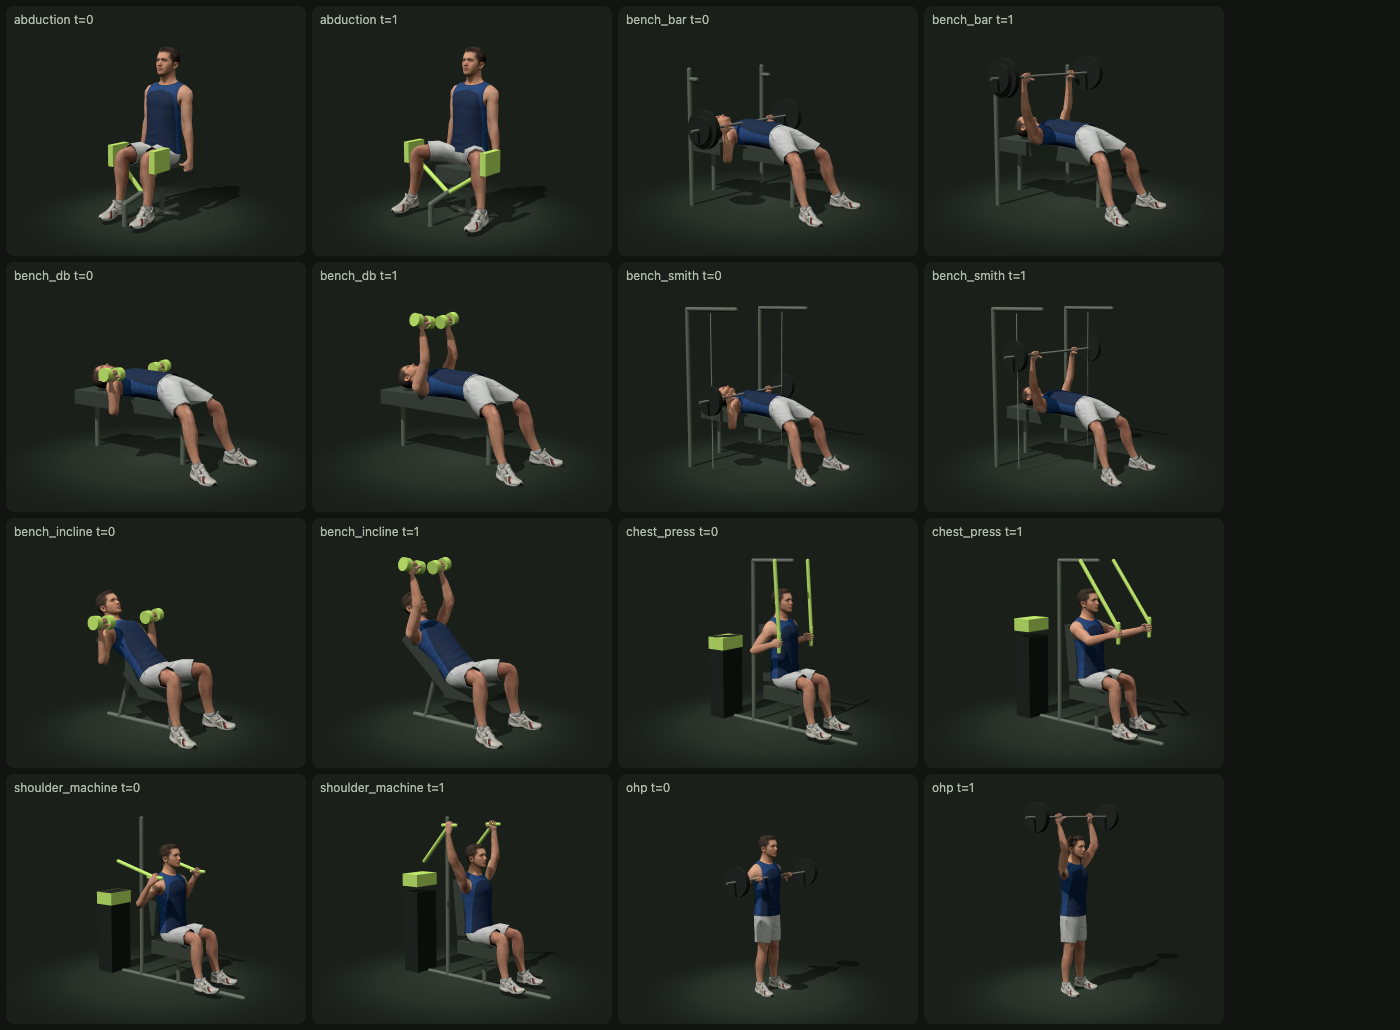 abduction t=0
abduction t=1
bench_bar t=0
bench_bar t=1
bench_db t=0
bench_db t=1
bench_smith t=0
bench_smith t=1
bench_incline t=0
bench_incline t=1
chest_press t=0
chest_press t=1
shoulder_machine t=0
shoulder_machine t=1
ohp t=0
ohp t=1